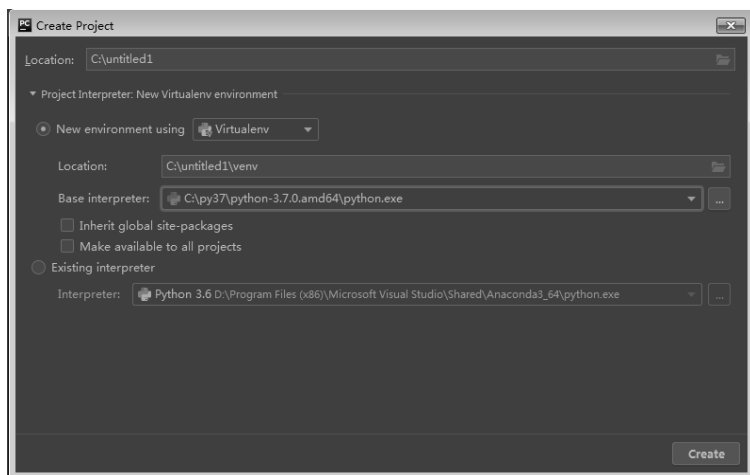 PC Create Project
Location: C:\untitled1
Project Interpreter: New Virtualenv environment
New environment using Virtualenv
Location: C:\untitled1\venv
Base interpreter: C:\py37\python-3.7.0.amd64\python.exe ...
Inherit global site-packages
Make available to all projects
Existing interpreter
Interpreter: Python 3.6 D:\Program Files (x86)\Microsoft Visual Studio\Shared\Anaconda3_64\python.exe ...
Create